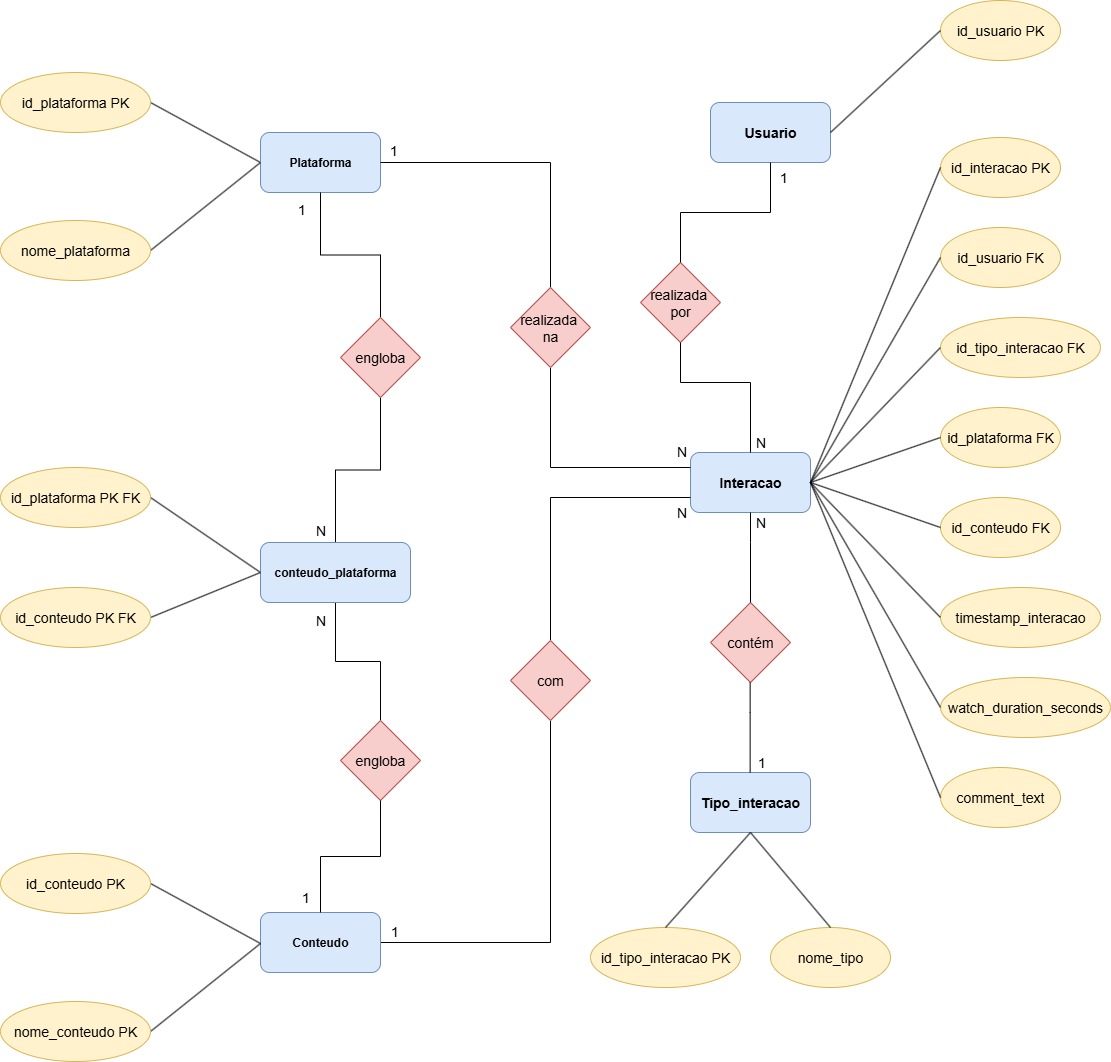 id_usuario PK
id_plataforma PK
Plataforma
1
Usuario
1
id_interacao PK
1
nome_plataforma
id_usuario FK
realizada
por
realizada
na
engloba
id_tipo_interacao FK
id_plataforma FK
N
N
Interacao
N
N
id_plataforma PK FK
id_conteudo FK
N
conteudo_plataforma
id_conteudo PK FK
N
timestamp_interacao
contém
com
watch_duration_seconds
engloba
1
Tipo_interacao
comment_text
id_conteudo PK
1
Conteudo
1
id_tipo_interacao PK
nome_tipo
nome_conteudo PK